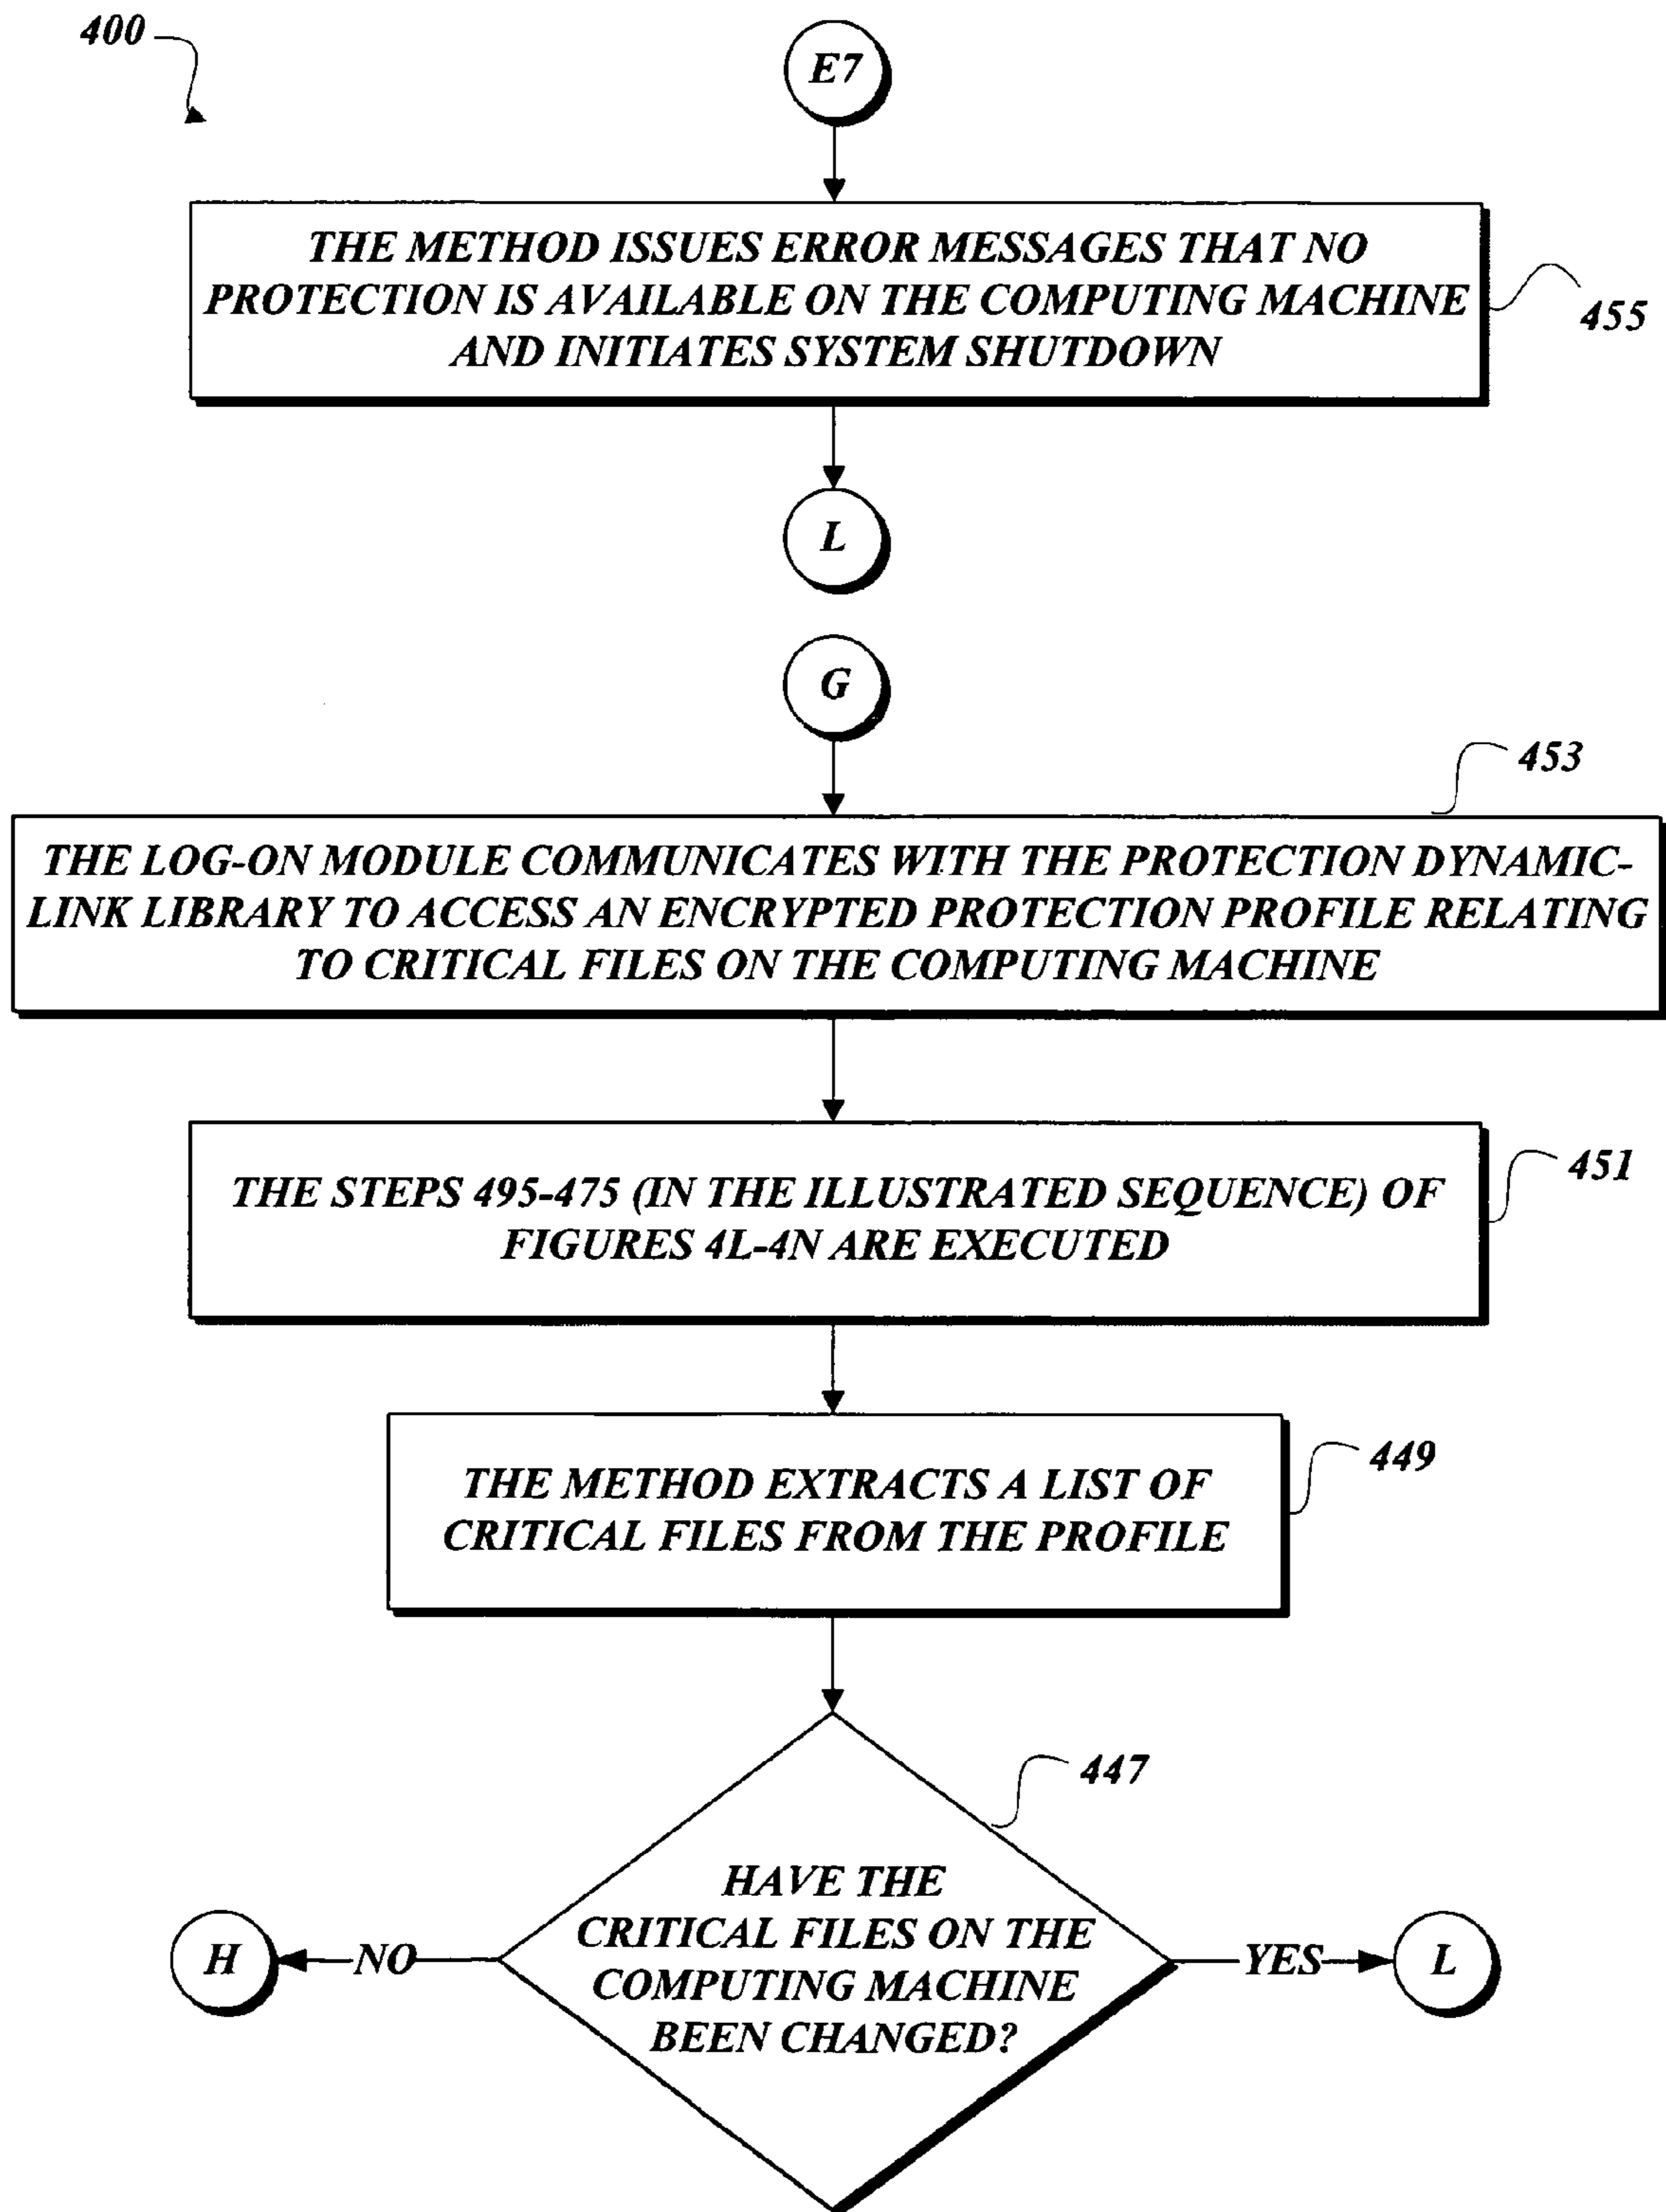 400
E7
THE METHOD ISSUES ERROR MESSAGES THAT NO
PROTECTION IS AVAILABLE ON THE COMPUTING MACHINE
AND INITIATES SYSTEM SHUTDOWN
455
L
G
453
THE LOG-ON MODULE COMMUNICATES WITH THE PROTECTION DYNAMIC-
LINK LIBRARY TO ACCESS AN ENCRYPTED PROTECTION PROFILE RELATING
TO CRITICAL FILES ON THE COMPUTING MACHINE
451
THE STEPS 495-475 (IN THE ILLUSTRATED SEQUENCE) OF
FIGURES 4L-4N ARE EXECUTED
449
THE METHOD EXTRACTS A LIST OF
CRITICAL FILES FROM THE PROFILE
447
HAVE THE
CRITICAL FILES ON THE
COMPUTING MACHINE
BEEN CHANGED?
H
NO
YES
L